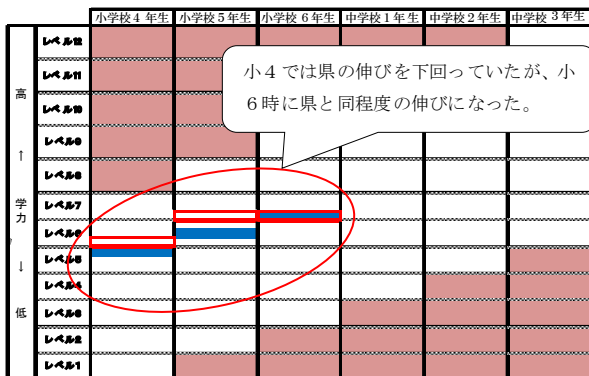 小学校4年生 小学校5年生 小学校6年生 中学校1年生 中学校2年生 中学校3年生
小4では県の伸びを下回っていたが、小
6時に県と同程度の伸びになった。
高
↑
学力
↓
低
レベル12
レベル11
レベル10
レベル9
レベル8
レベル7
レベル6
レベル5
レベル4
レベル3
レベル2
レベル1